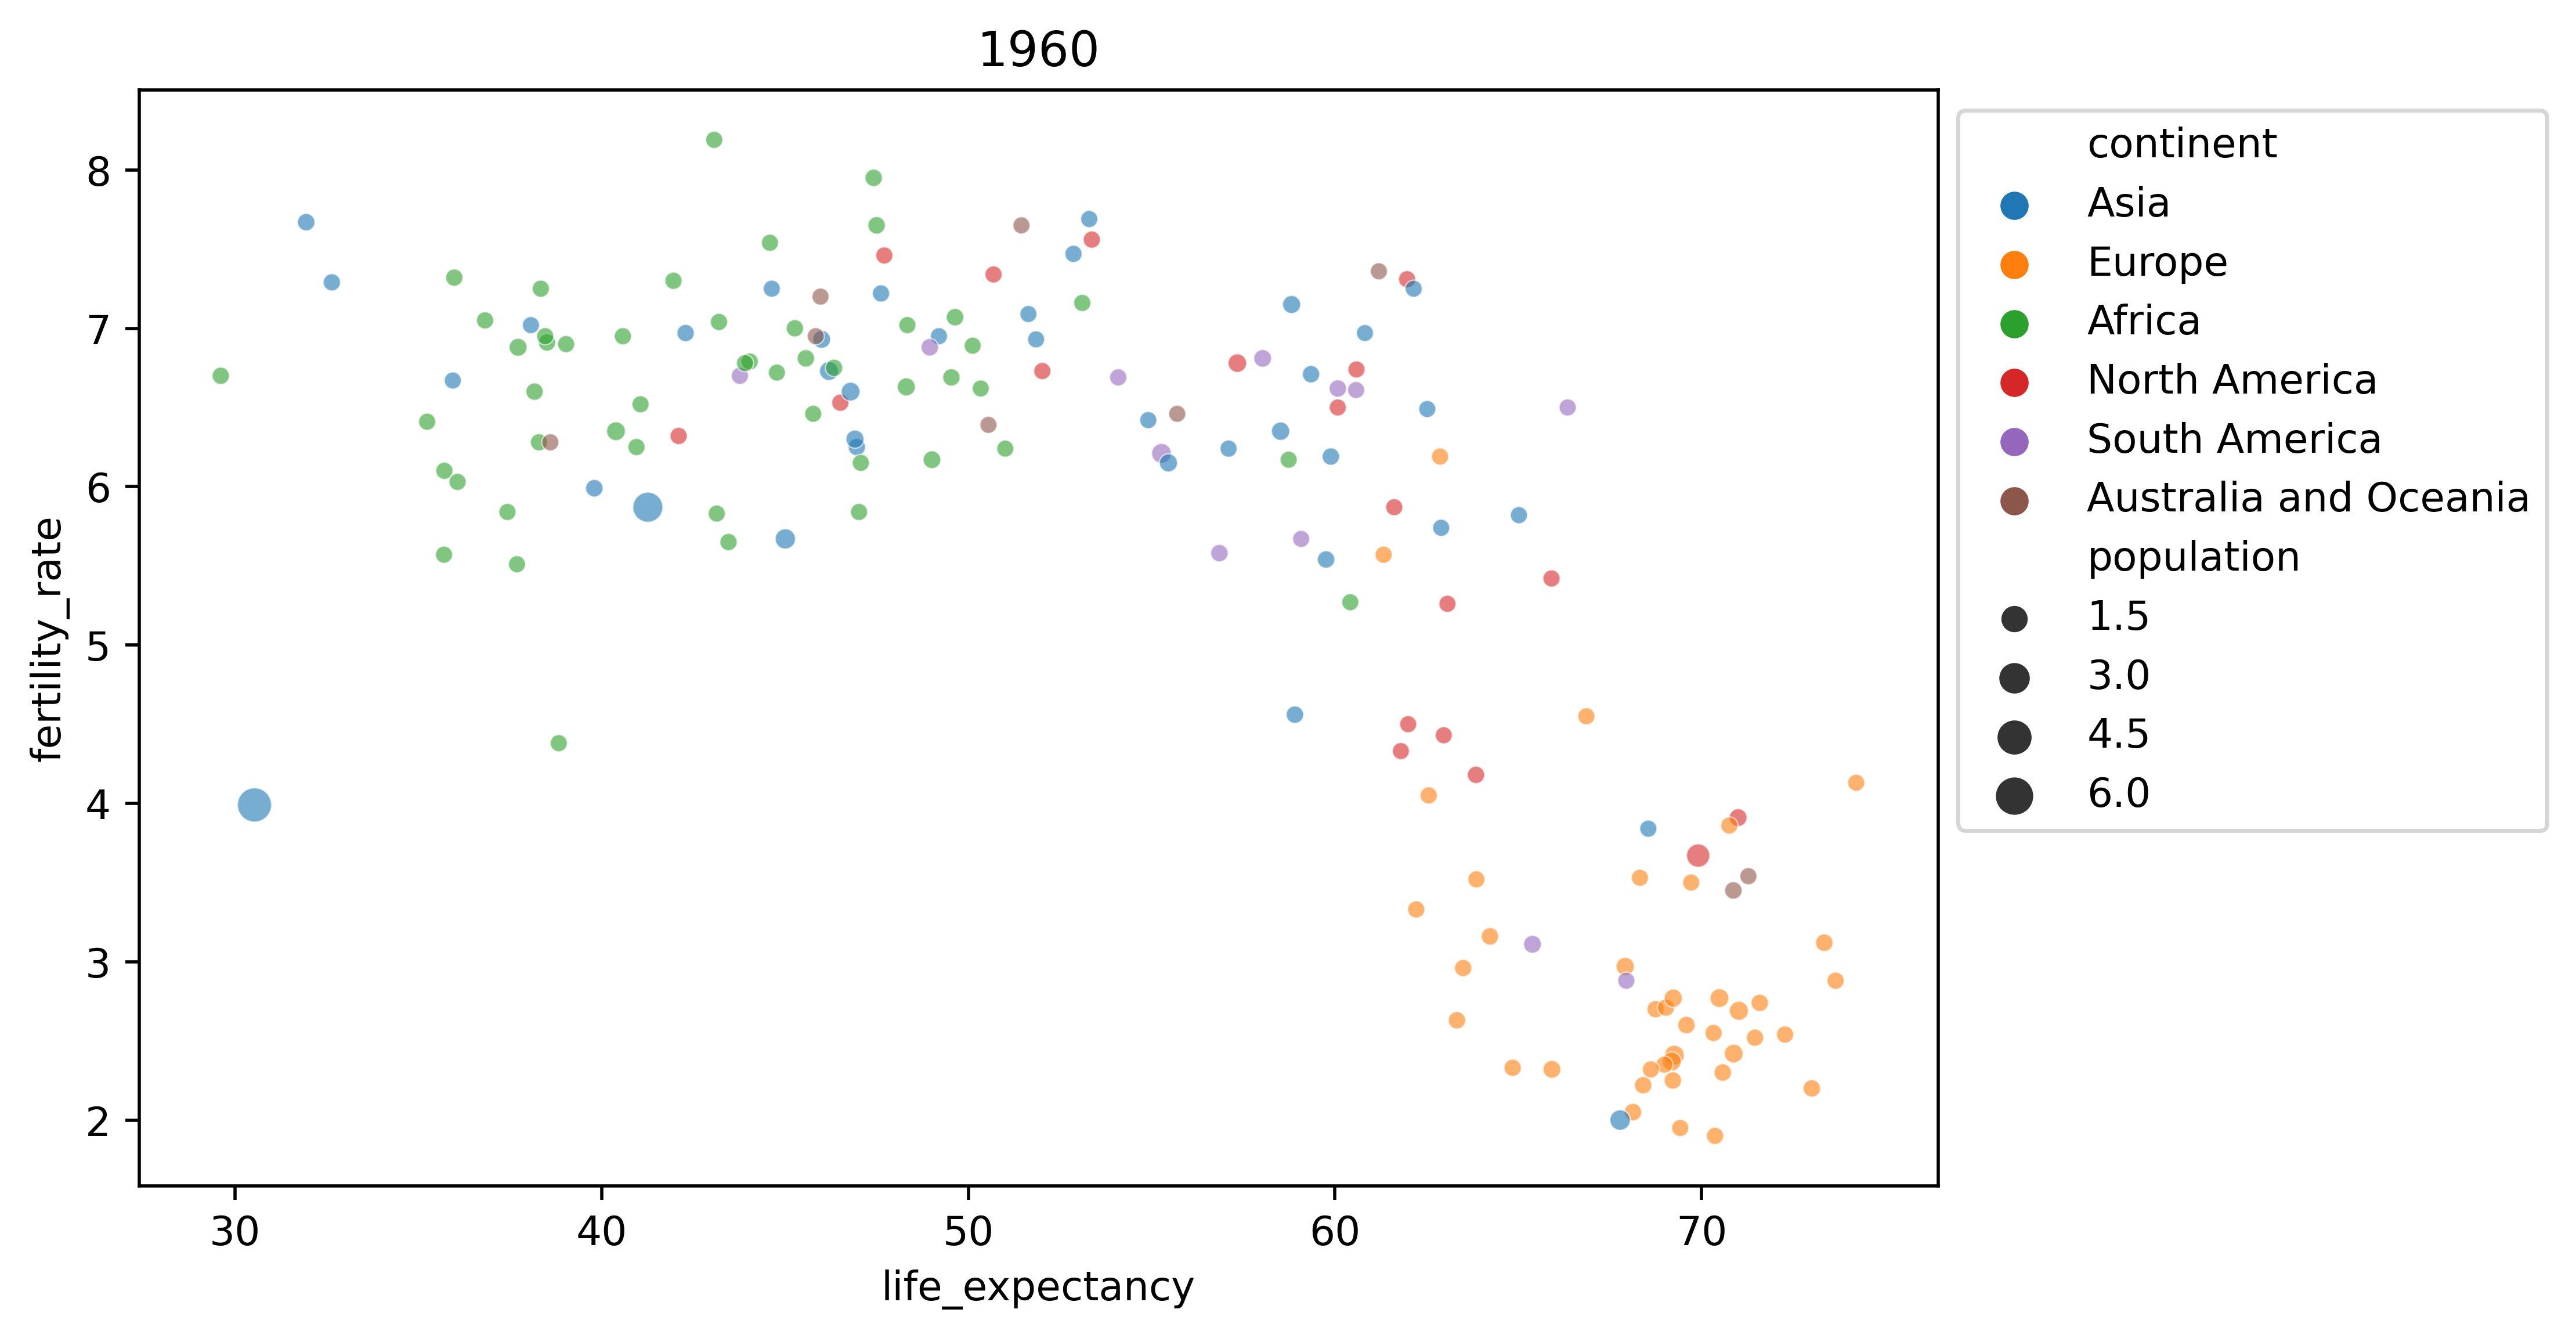 1960
fertility_rate
8
7
6
5
4
3
2
30 40 50 60 70
life_expectancy
continent
Asia
Europe
Africa
North America
South America
Australia and Oceania
population
1.5
3.0
4.5
6.0